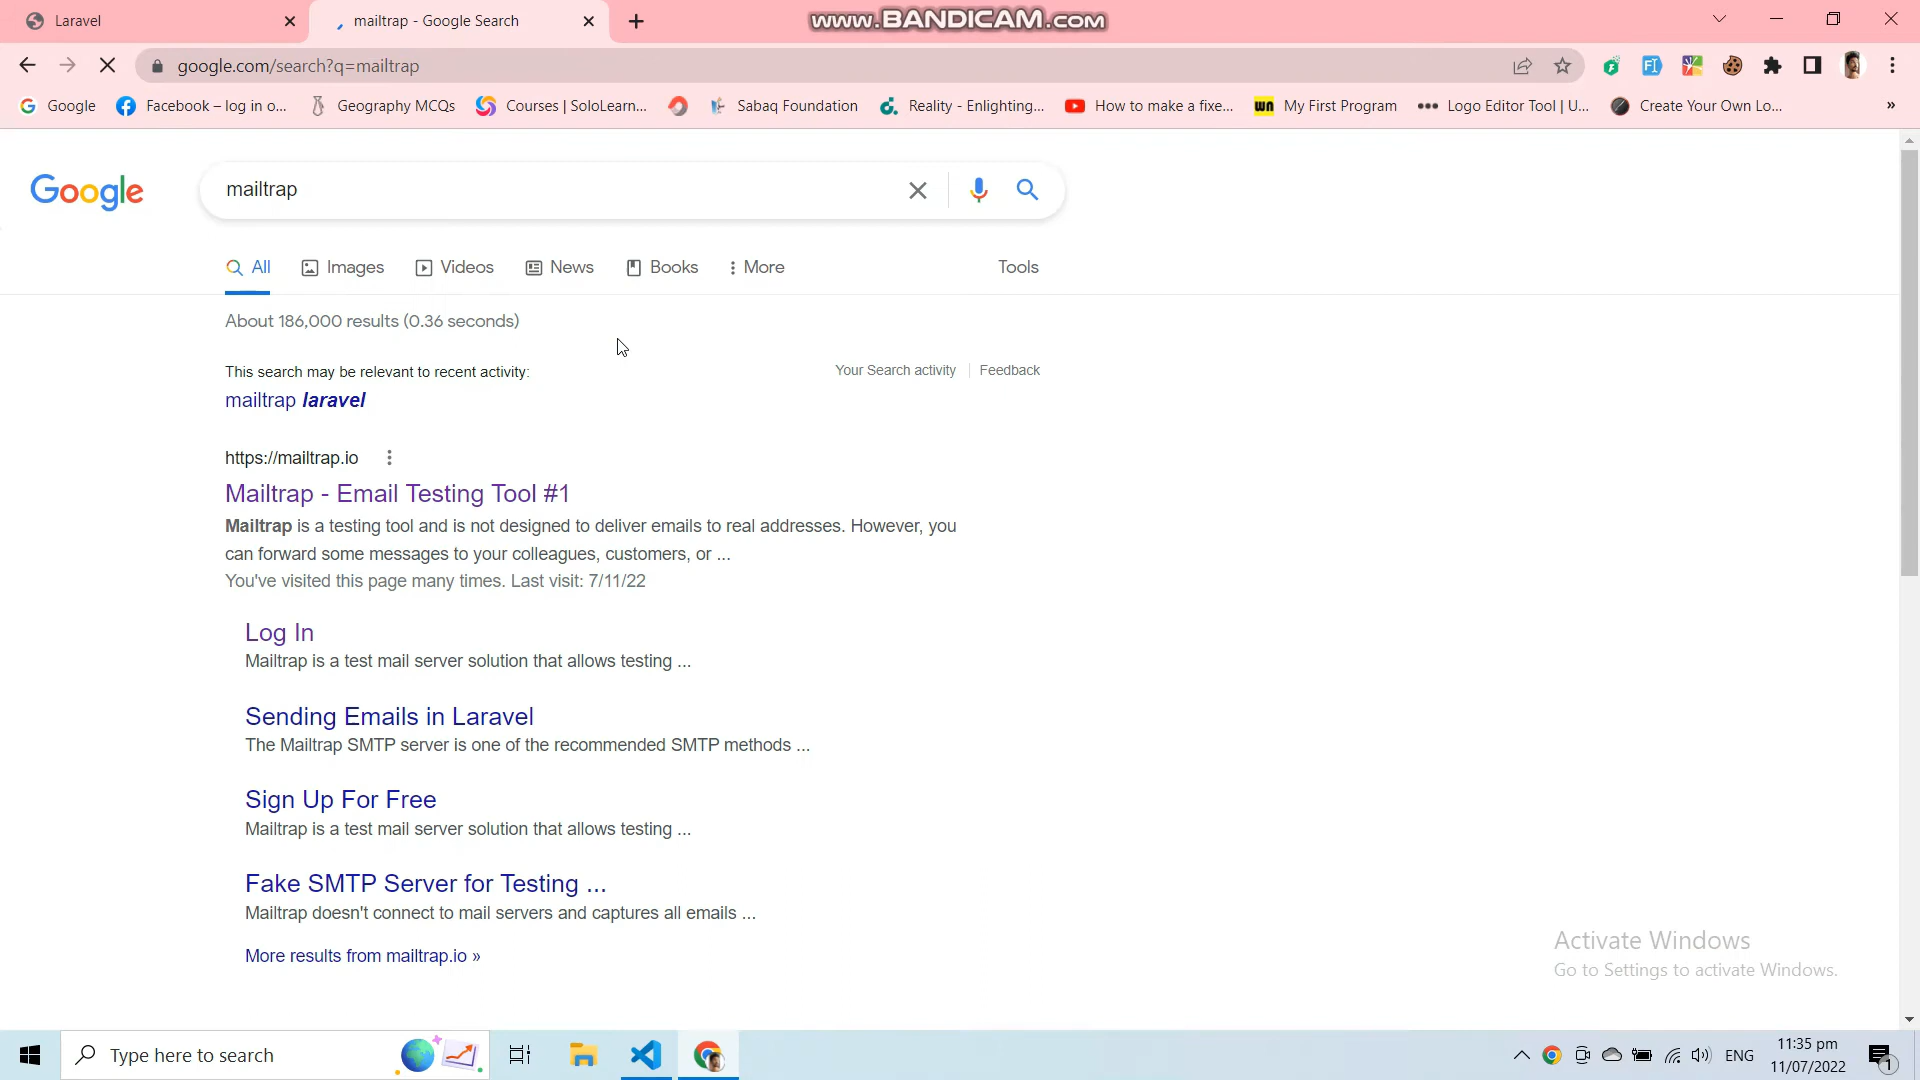 Laravel
mailtrap - Google Search
www.BANDICAM.com
google.com/search?q=mailtrap
Google
Facebook – log in o...
Geography MCQs
Courses | SoloLearn...
Sabaq Foundation
Reality - Enlighting...
How to make a fixe...
wn
My First Program
Logo Editor Tool | U...
Create Your Own Lo...
»
Google
mailtrap
All
Images
Videos
News
Books
More
Tools
About 186,000 results (0.36 seconds)
This search may be relevant to recent activity:
Your Search activity
Feedback
mailtrap laravel
https://mailtrap.io
Mailtrap - Email Testing Tool #1
Mailtrap is a testing tool and is not designed to deliver emails to real addresses. However, you
can forward some messages to your colleagues, customers, or ...
You've visited this page many times. Last visit: 7/11/22
Log In
Mailtrap is a test mail server solution that allows testing ...
Sending Emails in Laravel
The Mailtrap SMTP server is one of the recommended SMTP methods ...
Sign Up For Free
Mailtrap is a test mail server solution that allows testing ...
Fake SMTP Server for Testing ...
Mailtrap doesn't connect to mail servers and captures all emails ...
More results from mailtrap.io »
Activate Windows
Go to Settings to activate Windows.
Type here to search
ENG
11:35 pm
11/07/2022
1